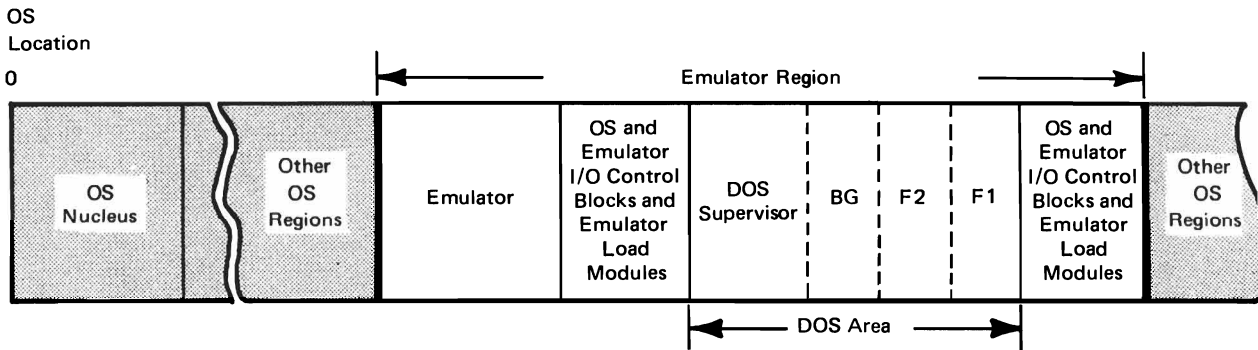 OS
Location
0
Emulator Region
OS
Nucleus
Other
OS
Regions
Emulator
OS and
Emulator
I/O Control
Blocks and
Emulator
Load
Modules
DOS
Supervisor
BG
F2
F1
OS and
Emulator
I/O Control
Blocks and
Emulator
Load
Modules
Other
OS
Regions
DOS Area